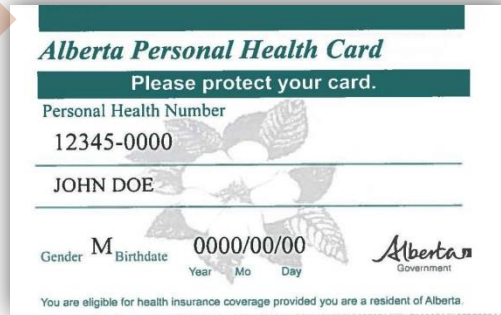 Alberta Personal Health Card
Please protect your card.
Personal Health Number
12345-0000
JOHN DOE
Gender M Birthdate 0000/00/00
Year Mo Day
Alberta
Government
You are eligible for health insurance coverage provided you are a resident of Alberta.